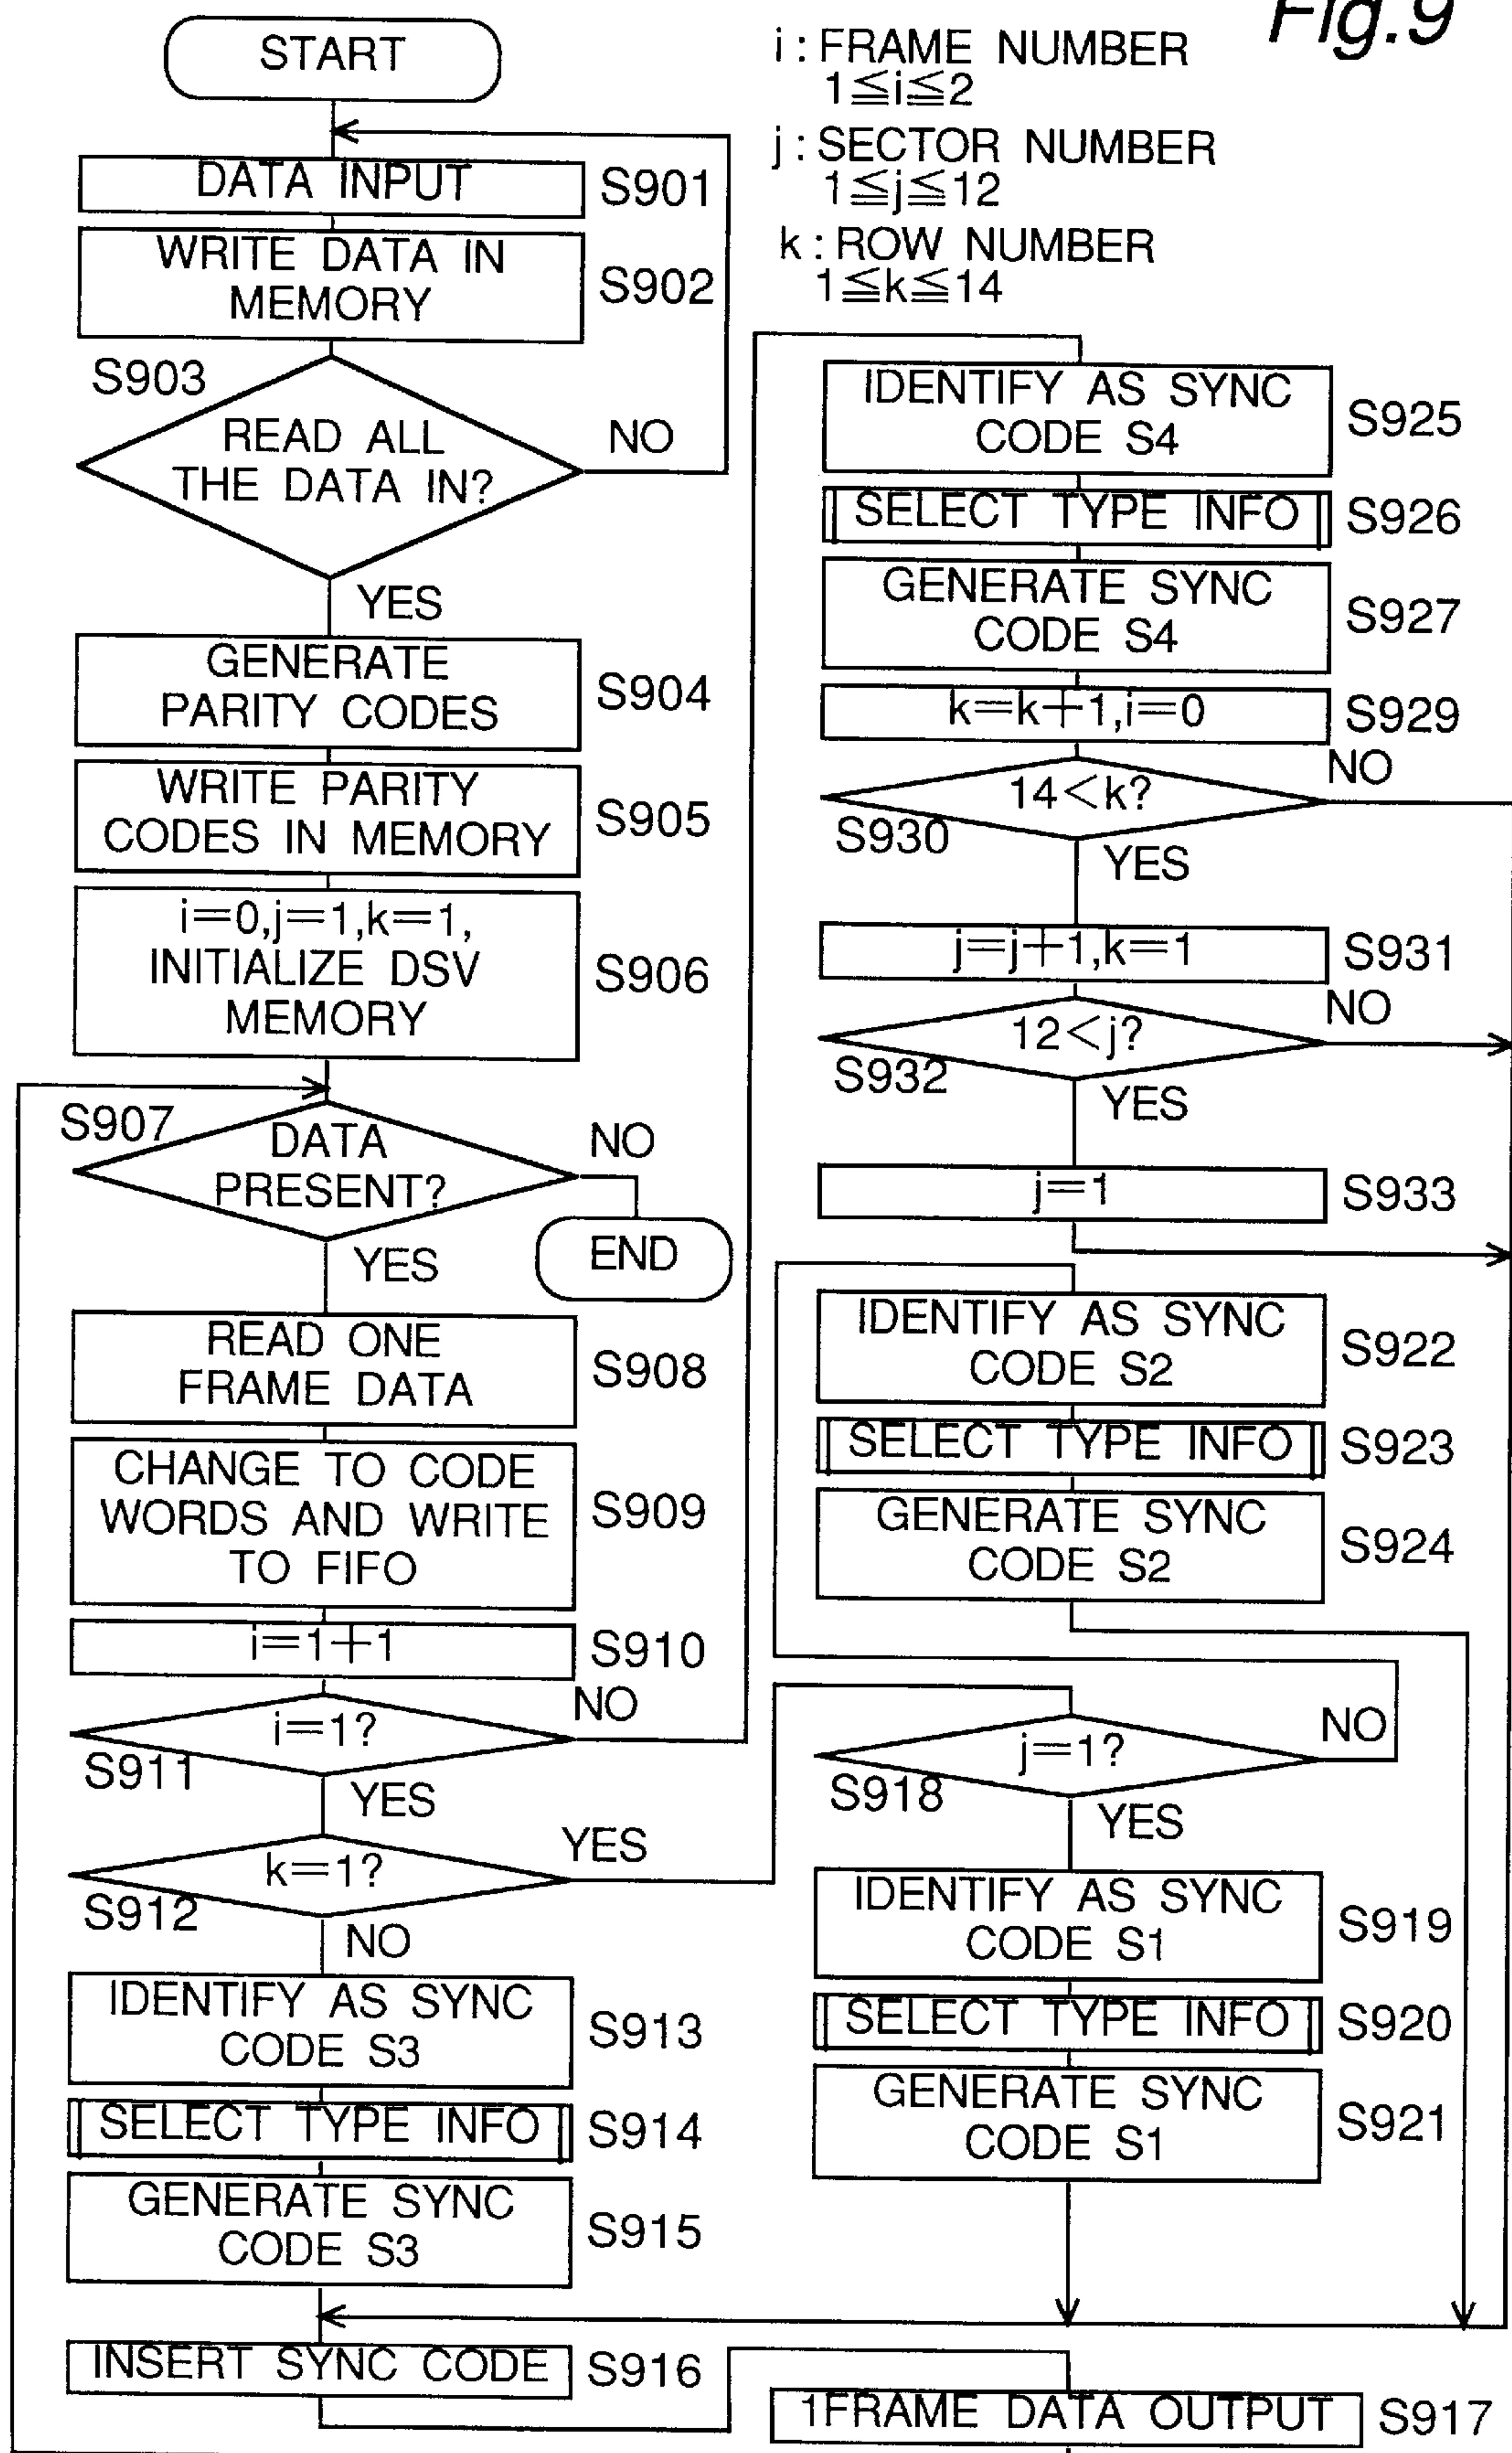 Fig.9
START
i : FRAME NUMBER
1≦i≦2
j : SECTOR NUMBER
1≦j≦12
k : ROW NUMBER
1≦k≦14
DATA INPUT
S901
WRITE DATA IN
MEMORY
S902
S903
READ ALL
THE DATA IN?
NO
YES
GENERATE
PARITY CODES
S904
WRITE PARITY
CODES IN MEMORY
S905
i=0,j=1,k=1,
INITIALIZE DSV
MEMORY
S906
S907
DATA
PRESENT?
NO
END
YES
READ ONE
FRAME DATA
S908
CHANGE TO CODE
WORDS AND WRITE
TO FIFO
S909
i=1+1
S910
i=1?
NO
S911
YES
k=1?
YES
S912
NO
IDENTIFY AS SYNC
CODE S3
S913
SELECT TYPE INFO
S914
GENERATE SYNC
CODE S3
S915
INSERT SYNC CODE
S916
IDENTIFY AS SYNC
CODE S4
S925
SELECT TYPE INFO
S926
GENERATE SYNC
CODE S4
S927
k=k+1,i=0
S929
14<k?
NO
S930
YES
j=j+1,k=1
S931
12<j?
NO
S932
YES
j=1
S933
IDENTIFY AS SYNC
CODE S2
S922
SELECT TYPE INFO
S923
GENERATE SYNC
CODE S2
S924
j=1?
NO
S918
YES
IDENTIFY AS SYNC
CODE S1
S919
SELECT TYPE INFO
S920
GENERATE SYNC
CODE S1
S921
1FRAME DATA OUTPUT
S917